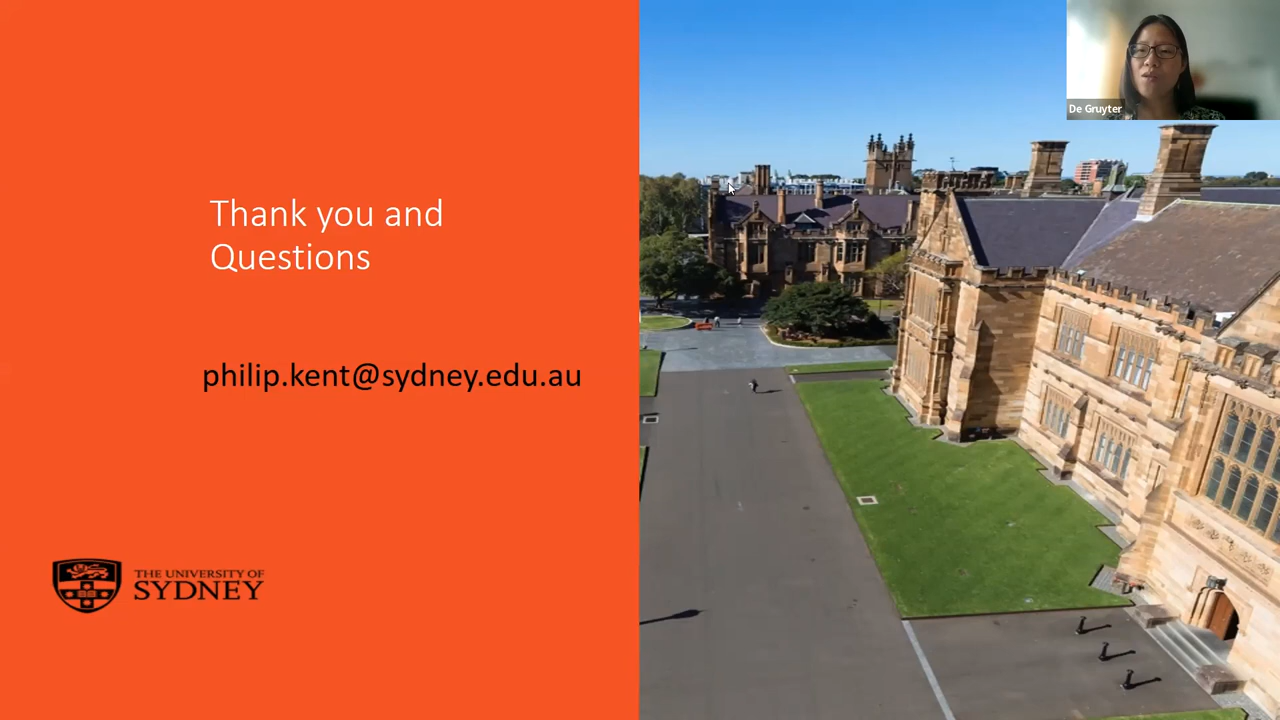 Thank you and
Questions
philip.kent@sydney.edu.au
THE UNIVERSITY OF
SYDNEY
De Gruyter